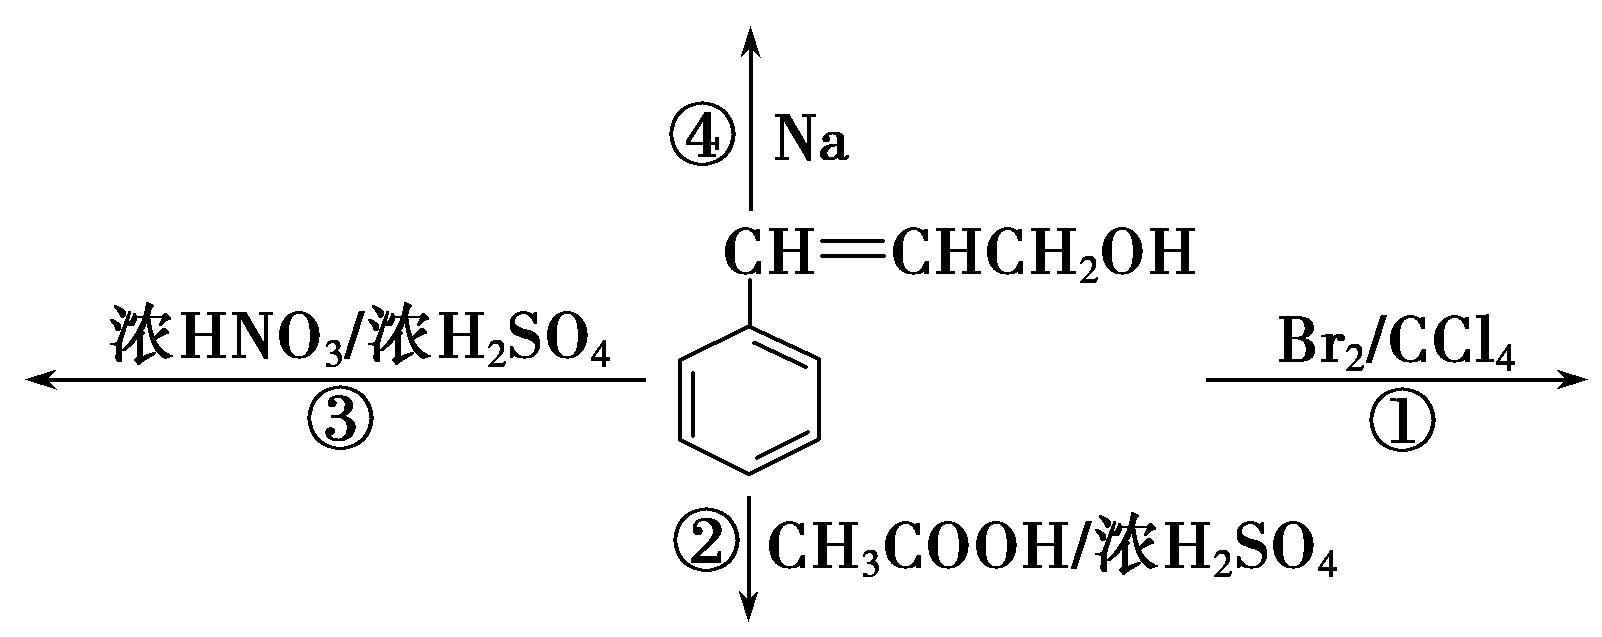 ④ Na
CH=CHCH₂OH
浓HNO₃/浓H₂SO₄
③
Br₂/CCl₄
①
② CH₃COOH/浓H₂SO₄